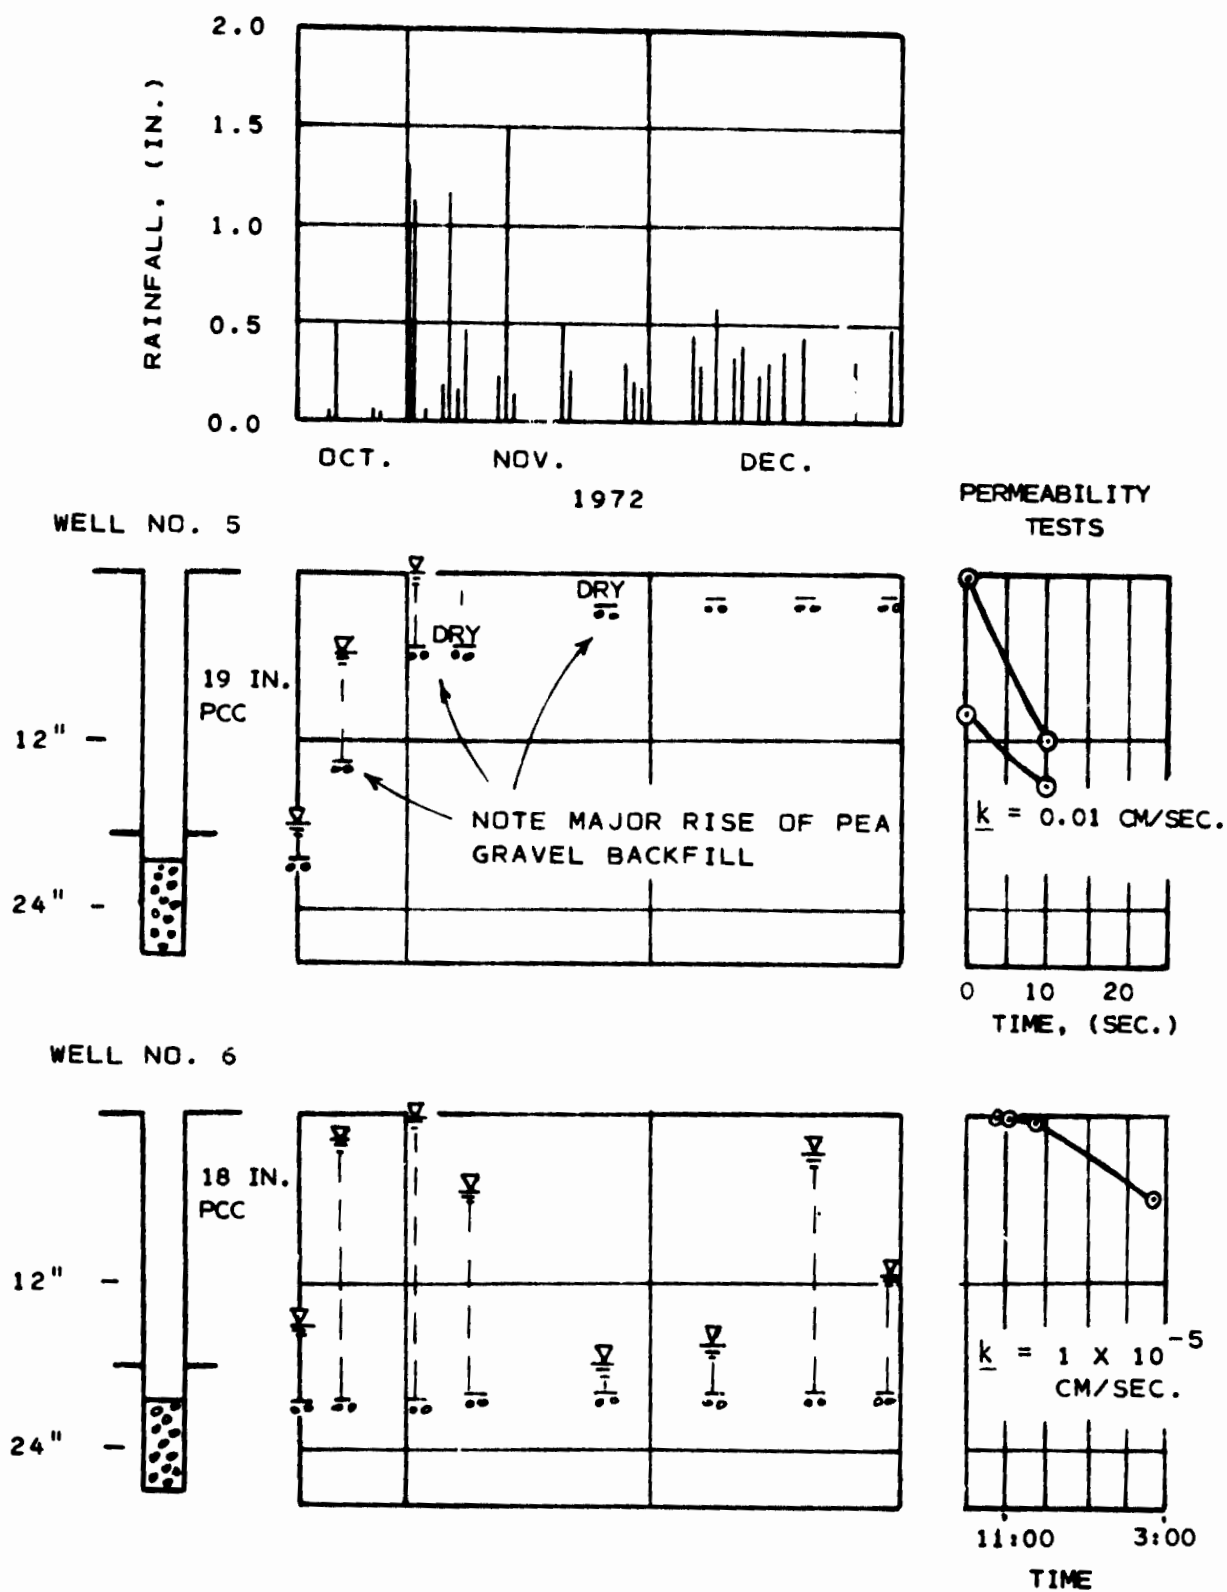 2.0
1.5
1.0
0.5
0.0
RAINFALL, (IN.)
OCT. NOV. DEC.
1972
PERMEABILITY
TESTS
WELL NO. 5
19 IN.
PCC
12"
24"
DRY
DRY
NOTE MAJOR RISE OF PEA
GRAVEL BACKFILL
k = 0.01 CM/SEC.
0 10 20
TIME, (SEC.)
WELL NO. 6
18 IN.
PCC
12"
24"
k = 1 X 10-5
CM/SEC.
11:00 3:00
TIME